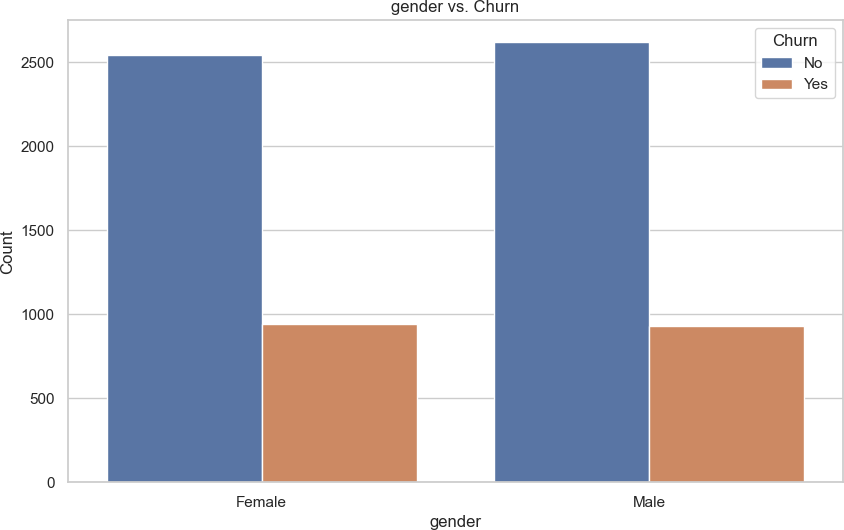 gender vs. Churn
Churn
No
Yes
2500
2000
1500
1000
500
0
Count
Female
Male
gender